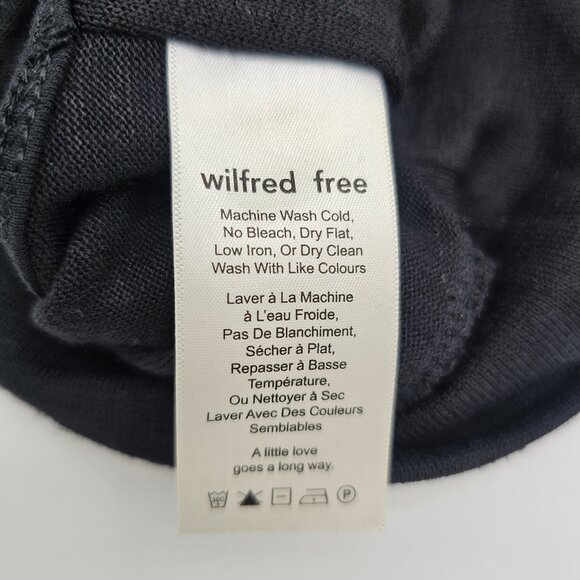 wilfred free
Machine Wash Cold,
No Bleach, Dry Flat,
Low Iron, Or Dry Clean
Wash With Like Colours
Laver à La Machine
à L'eau Froide,
Pas De Blanchiment,
Sécher à Plat,
Repasser à Basse
Température,
Ou Nettoyer à Sec
Laver Avec Des Couleurs
Semblables
A little love
goes a long way.
30C P